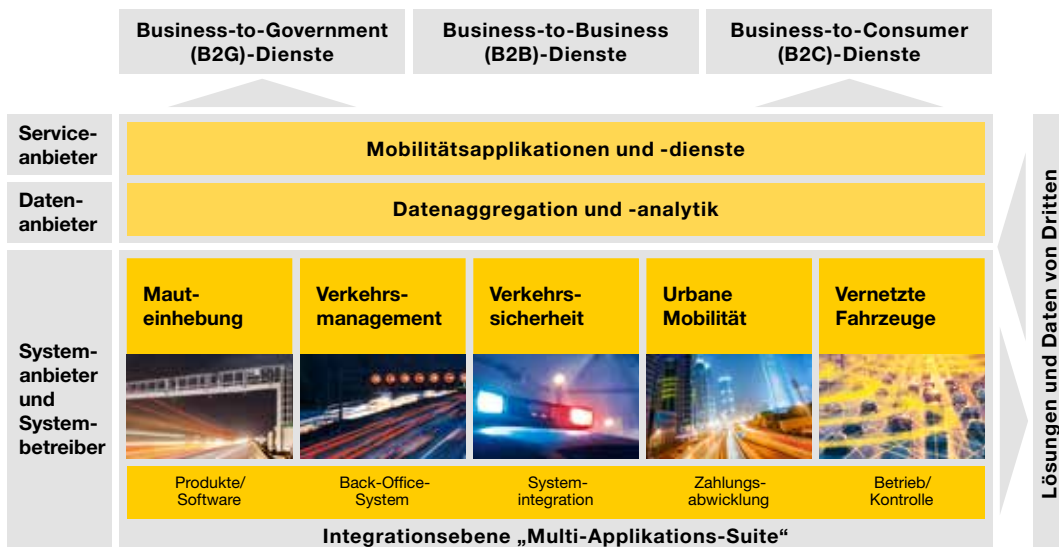 Business-to-Government
(B2G)-Dienste
Business-to-Business
(B2B)-Dienste
Business-to-Consumer
(B2C)-Dienste
Service-
anbieter
Mobilitätsapplikationen und -dienste
Daten-
anbieter
Datenaggregation und -analytik
System-
anbieter
und
System-
betreiber
Maut-
einhebung
Verkehrs-
management
Verkehrs-
sicherheit
Urbane
Mobilität
Vernetzte
Fahrzeuge
Produkte/
Software
Back-Office-
System
System-
integration
Zahlungs-
abwicklung
Betrieb/
Kontrolle
Integrationsebene „Multi-Applikations-Suite“
Lösungen und Daten von Dritten